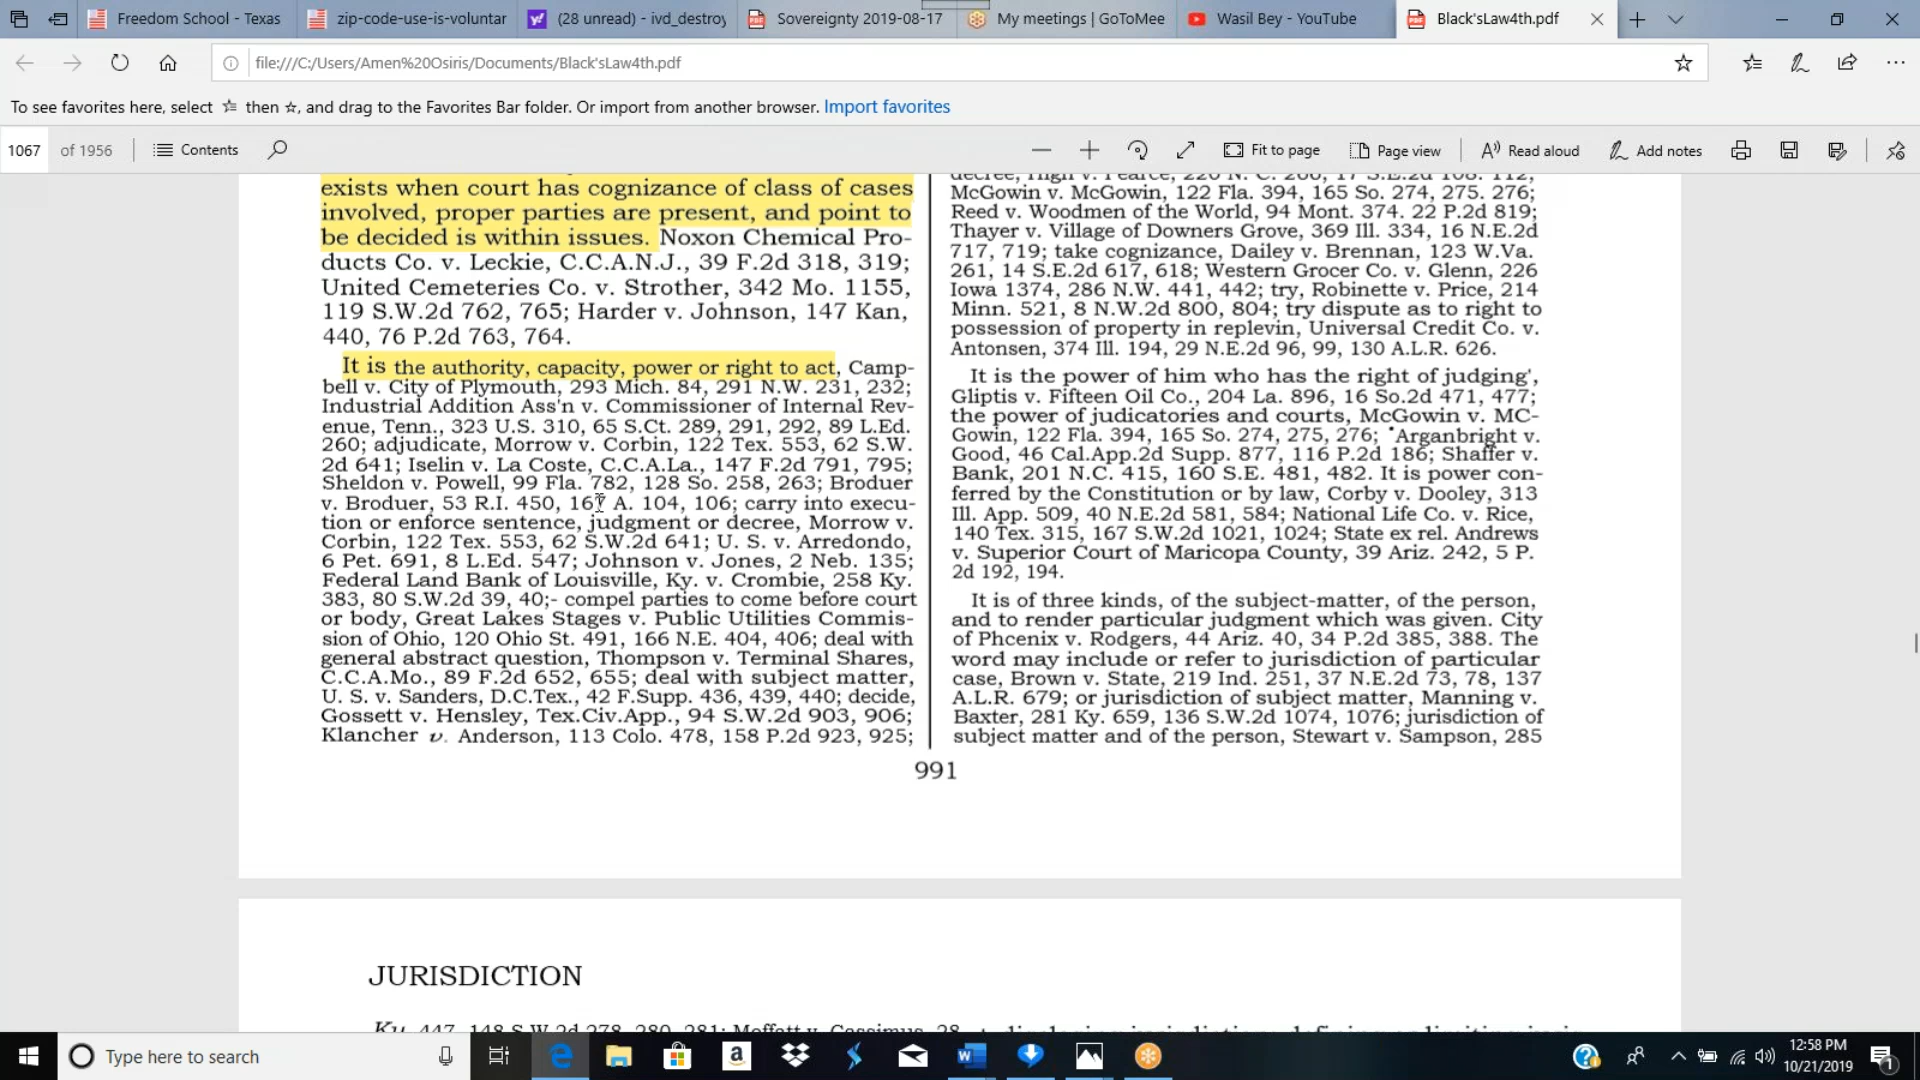 Freedom School - Texas
zip-code-use-is-voluntar
(28 unread) - ivd_destroy
Sovereignty 2019-08-17
My meetings | GoToMee
Wasil Bey - YouTube
Black'sLaw4th.pdf
file:///C:/Users/Amen%20Osiris/Documents/Black'sLaw4th.pdf
To see favorites here, select then ☆, and drag to the Favorites Bar folder. Or import from another browser. Import favorites
1067 of 1956
Contents
Fit to page
Page view
Read aloud
Add notes
exists when court has cognizance of class of cases
involved, proper parties are present, and point to
be decided is within issues. Noxon Chemical Pro-
ducts Co. v. Leckie, C.C.A.N.J., 39 F.2d 318, 319;
United Cemeteries Co. v. Strother, 342 Mo. 1155,
119 S.W.2d 762, 765; Harder v. Johnson, 147 Kan,
440, 76 P.2d 763, 764.
It is the authority, capacity, power or right to act, Camp-
bell v. City of Plymouth, 293 Mich. 84, 291 N.W. 231, 232;
Industrial Addition Ass'n v. Commissioner of Internal Rev-
enue, Tenn., 323 U.S. 310, 65 S.Ct. 289, 291, 292, 89 L.Ed.
260; adjudicate, Morrow v. Corbin, 122 Tex. 553, 62 S.W.
2d 641; Iselin v. La Coste, C.C.A.La., 147 F.2d 791, 795;
Sheldon v. Powell, 99 Fla. 782, 128 So. 258, 263; Broduer
v. Broduer, 53 R.I. 450, 167 A. 104, 106; carry into execu-
tion or enforce sentence, judgment or decree, Morrow v.
Corbin, 122 Tex. 553, 62 S.W.2d 641; U. S. v. Arredondo,
6 Pet. 691, 8 L.Ed. 547; Johnson v. Jones, 2 Neb. 135;
Federal Land Bank of Louisville, Ky. v. Crombie, 258 Ky.
383, 80 S.W.2d 39, 40;- compel parties to come before court
or body, Great Lakes Stages v. Public Utilities Commis-
sion of Ohio, 120 Ohio St. 491, 166 N.E. 404, 406; deal with
general abstract question, Thompson v. Terminal Shares,
C.C.A.Mo., 89 F.2d 652, 655; deal with subject matter,
U. S. v. Sanders, D.C.Tex., 42 F.Supp. 436, 439, 440; decide,
Gossett v. Hensley, Tex.Civ.App., 94 S.W.2d 903, 906;
Klancher v. Anderson, 113 Colo. 478, 158 P.2d 923, 925;
decree, High v. Pearce, 220 N. C. 266, 17 S.E.2d 108. 112;
McGowin v. McGowin, 122 Fla. 394, 165 So. 274, 275. 276;
Reed v. Woodmen of the World, 94 Mont. 374. 22 P.2d 819;
Thayer v. Village of Downers Grove, 369 Ill. 334, 16 N.E.2d
717, 719; take cognizance, Dailey v. Brennan, 123 W.Va.
261, 14 S.E.2d 617, 618; Western Grocer Co. v. Glenn, 226
Iowa 1374, 286 N.W. 441, 442; try, Robinette v. Price, 214
Minn. 521, 8 N.W.2d 800, 804; try dispute as to right to
possession of property in replevin, Universal Credit Co. v.
Antonsen, 374 Ill. 194, 29 N.E.2d 96, 99, 130 A.L.R. 626.
It is the power of him who has the right of judging',
Gliptis v. Fifteen Oil Co., 204 La. 896, 16 So.2d 471, 477;
the power of judicatories and courts, McGowin v. MC-
Gowin, 122 Fla. 394, 165 So. 274, 275, 276; 'Arganbright v.
Good, 46 Cal.App.2d Supp. 877, 116 P.2d 186; Shaffer v.
Bank, 201 N.C. 415, 160 S.E. 481, 482. It is power con-
ferred by the Constitution or by law, Corby v. Dooley, 313
Ill. App. 509, 40 N.E.2d 581, 584; National Life Co. v. Rice,
140 Tex. 315, 167 S.W.2d 1021, 1024; State ex rel. Andrews
v. Superior Court of Maricopa County, 39 Ariz. 242, 5 P.
2d 192, 194.
It is of three kinds, of the subject-matter, of the person,
and to render particular judgment which was given. City
of Phcenix v. Rodgers, 44 Ariz. 40, 34 P.2d 385, 388. The
word may include or refer to jurisdiction of particular
case, Brown v. State, 219 Ind. 251, 37 N.E.2d 73, 78, 137
A.L.R. 679; or jurisdiction of subject matter, Manning v.
Baxter, 281 Ky. 659, 136 S.W.2d 1074, 1076; jurisdiction of
subject matter and of the person, Stewart v. Sampson, 285
991
JURISDICTION
Ky. 447, 148 S.W.2d 278, 280, 281; Moffatt v. Cassimus, 28
Type here to search
12:58 PM
10/21/2019